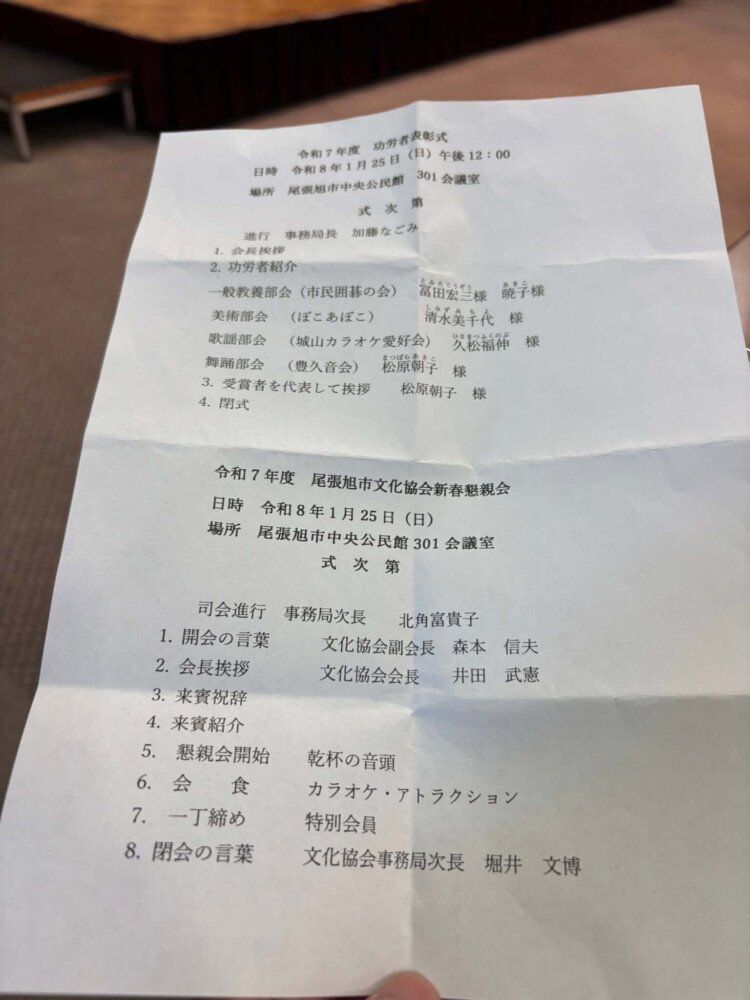 令和7年度　功労者表彰式
日時　令和8年1月25日（日）午後12：00
場所　尾張旭市中央公民館　301会議室
式　次　第
進行　事務局長　加藤なごみ
1. 会長挨拶
2. 功労者紹介
一般教養部会（市民囲碁の会）　冨田宏三様　暁子様
美術部会　（ぽこあぽこ）　清水美千代　様
歌謡部会　（城山カラオケ愛好会）　久松福伸　様
舞踊部会　（豊久音会）　松原朝子　様
3. 受賞者を代表して挨拶　松原朝子　様
4. 閉式
令和7年度　尾張旭市文化協会新春懇親会
日時　令和8年1月25日（日）
場所　尾張旭市中央公民館301会議室
式　次　第
司会進行　事務局次長　北角富貴子
1. 開会の言葉　文化協会副会長　森本　信夫
2. 会長挨拶　文化協会会長　井田　武憲
3. 来賓祝辞
4. 来賓紹介
5. 懇親会開始　乾杯の音頭
6. 会　食　カラオケ・アトラクション
7. 一丁締め　特別会員
8. 閉会の言葉　文化協会事務局次長　堀井　文博